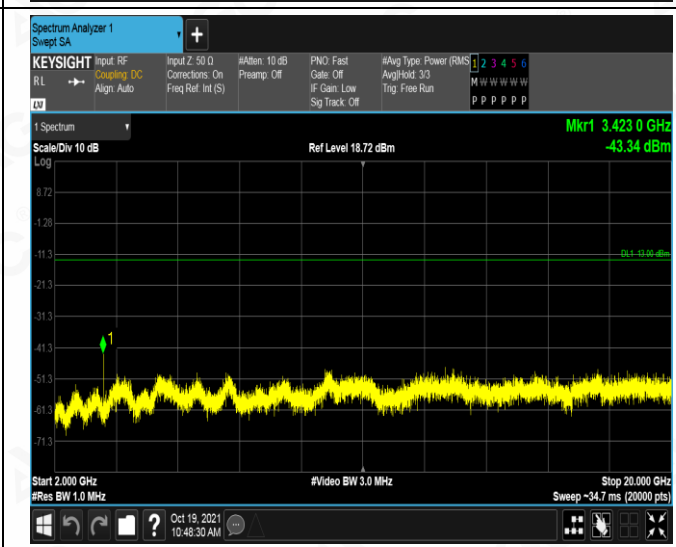 Spectrum Analyzer 1
Swept SA
+
KEYSIGHT Input: RF
RL Coupling: DC
Align: Auto
Input Z: 50 Ω
Corrections: On
Freq Ref: Int (S)
#Atten: 10 dB
Preamp: Off
PNO: Fast
Gate: Off
IF Gain: Low
Sig Track: Off
#Avg Type: Power (RMS
Avg|Hold: 3/3
Trig: Free Run
1 2 3 4 5 6
M W W W W W
P P P P P P
LXI
1 Spectrum
Mkr1 3.423 0 GHz
Scale/Div 10 dB
Ref Level 18.72 dBm
-43.34 dBm
Log
8.72
-1.28
-11.3
DL1 -13.00 dBm
-21.3
-31.3
1
-41.3
-51.3
-61.3
-71.3
Start 2.000 GHz
#Video BW 3.0 MHz
Stop 20.000 GHz
#Res BW 1.0 MHz
Sweep ~34.7 ms (20000 pts)
?
Oct 19, 2021
10:48:30 AM